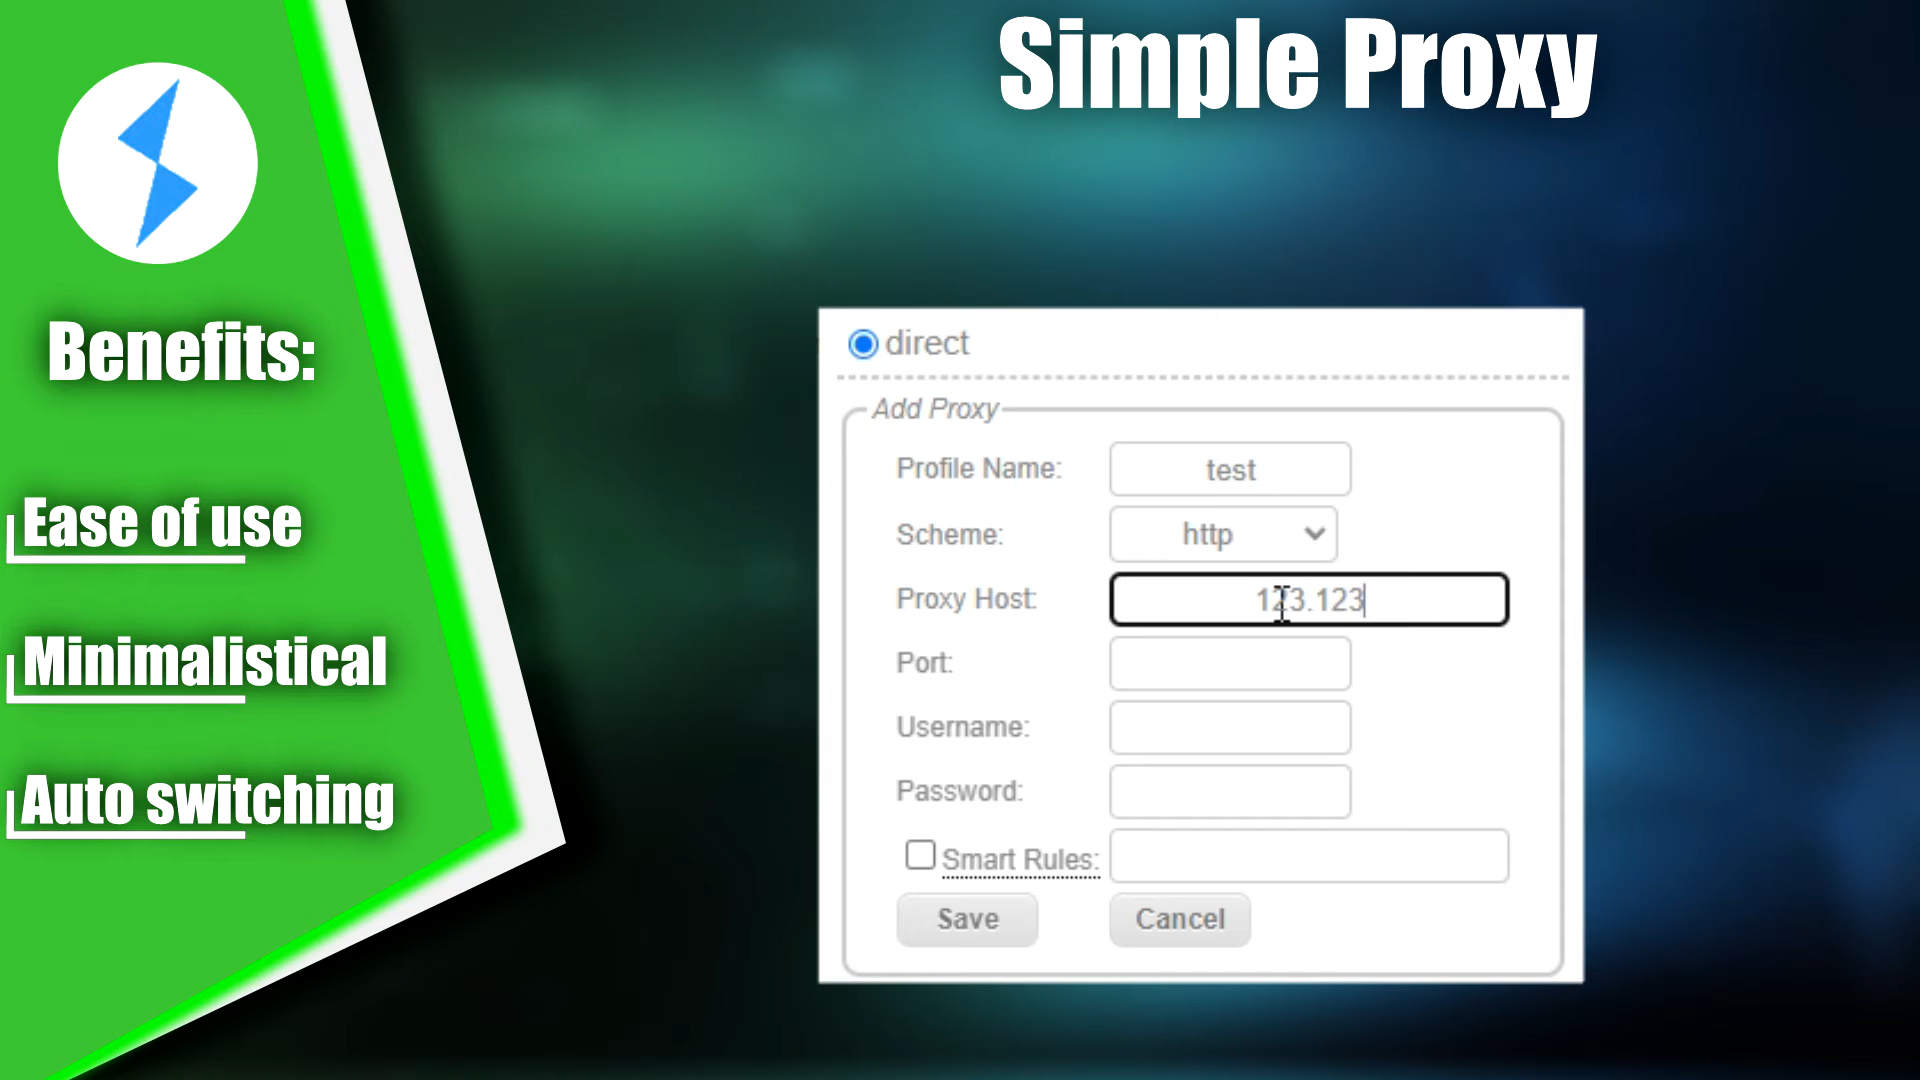 Simple Proxy
Benefits:
Ease of use
Minimalistical
Auto switching
direct
Add Proxy
Profile Name: test
Scheme: http
Proxy Host: 123.123
Port:
Username:
Password:
Smart Rules:
Save Cancel